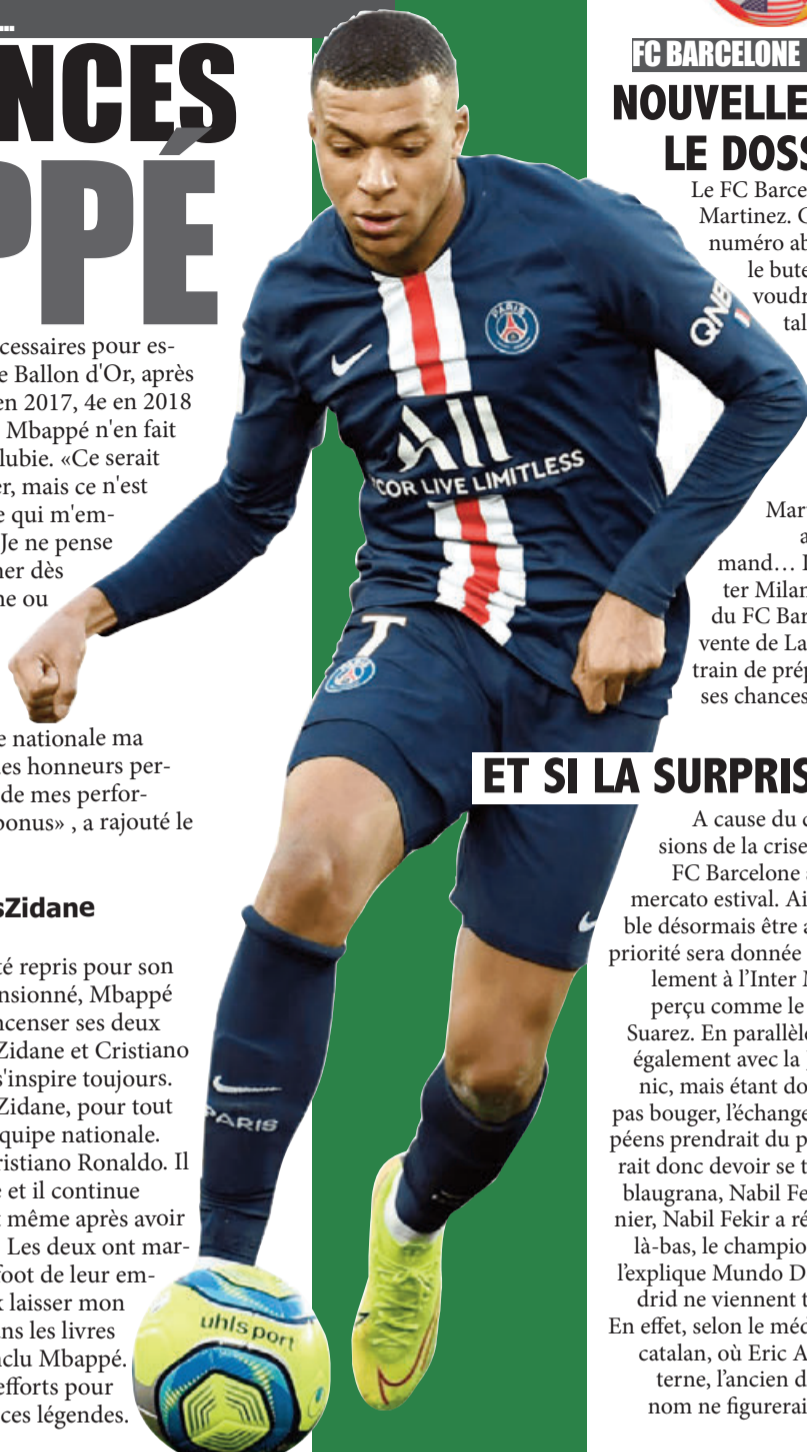 ...
NCES
PPÉ
cessaires pour es-
e Ballon d'Or, après
en 2017, 4e en 2018
Mbappé n'en fait
lubie. «Ce serait
er, mais ce n'est
e qui m'em-
Je ne pense
ner dès
ne ou
e nationale ma
les honneurs per-
de mes perfor-
bonus» , a rajouté le
sZidane
té repris pour son
nsionné, Mbappé
ncenser ses deux
Zidane et Cristiano
s'inspire toujours.
Zidane, pour tout
quipe nationale.
ristiano Ronaldo. Il
e et il continue
t même après avoir
Les deux ont mar-
foot de leur em-
x laisser mon
ns les livres
nclu Mbappé.
efforts pour
ces légendes.
PARIS
QNB
All
COR LIVE LIMITLESS
PARIS
uhlsport
FC BARCELONE
NOUVELLE
LE DOSS
Le FC Barce
Martinez. C
numéro ab
le bute
voudr
tal
Mar
a
mand… I
ter Milan
du FC Bar
vente de La
train de prép
ses chances
ET SI LA SURPRIS
A cause du c
sions de la crise
FC Barcelone a
mercato estival. Ai
ble désormais être a
priorité sera donnée
lement à l’Inter M
perçu comme le
Suarez. En parallèle
également avec la
nic, mais étant do
pas bouger, l’échange
péens prendrait du p
rait donc devoir se t
blaugrana, Nabil Fe
nier, Nabil Fekir a ré
là-bas, le champio
l’explique Mundo D
drid ne viennent t
En effet, selon le méd
catalan, où Eric A
terne, l’ancien d
nom ne figurerai